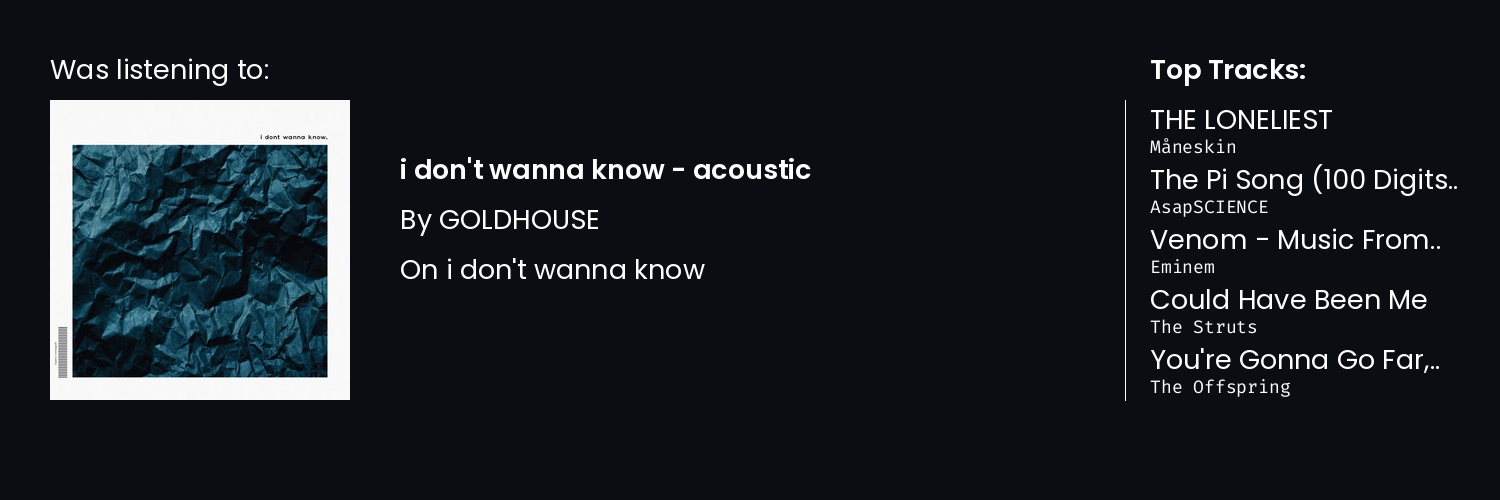 Was listening to:
i dont wanna know.
i don't wanna know - acoustic
By GOLDHOUSE
On i don't wanna know
Top Tracks:
THE LONELIEST
Måneskin
The Pi Song (100 Digits..
AsapSCIENCE
Venom - Music From..
Eminem
Could Have Been Me
The Struts
You're Gonna Go Far,..
The Offspring